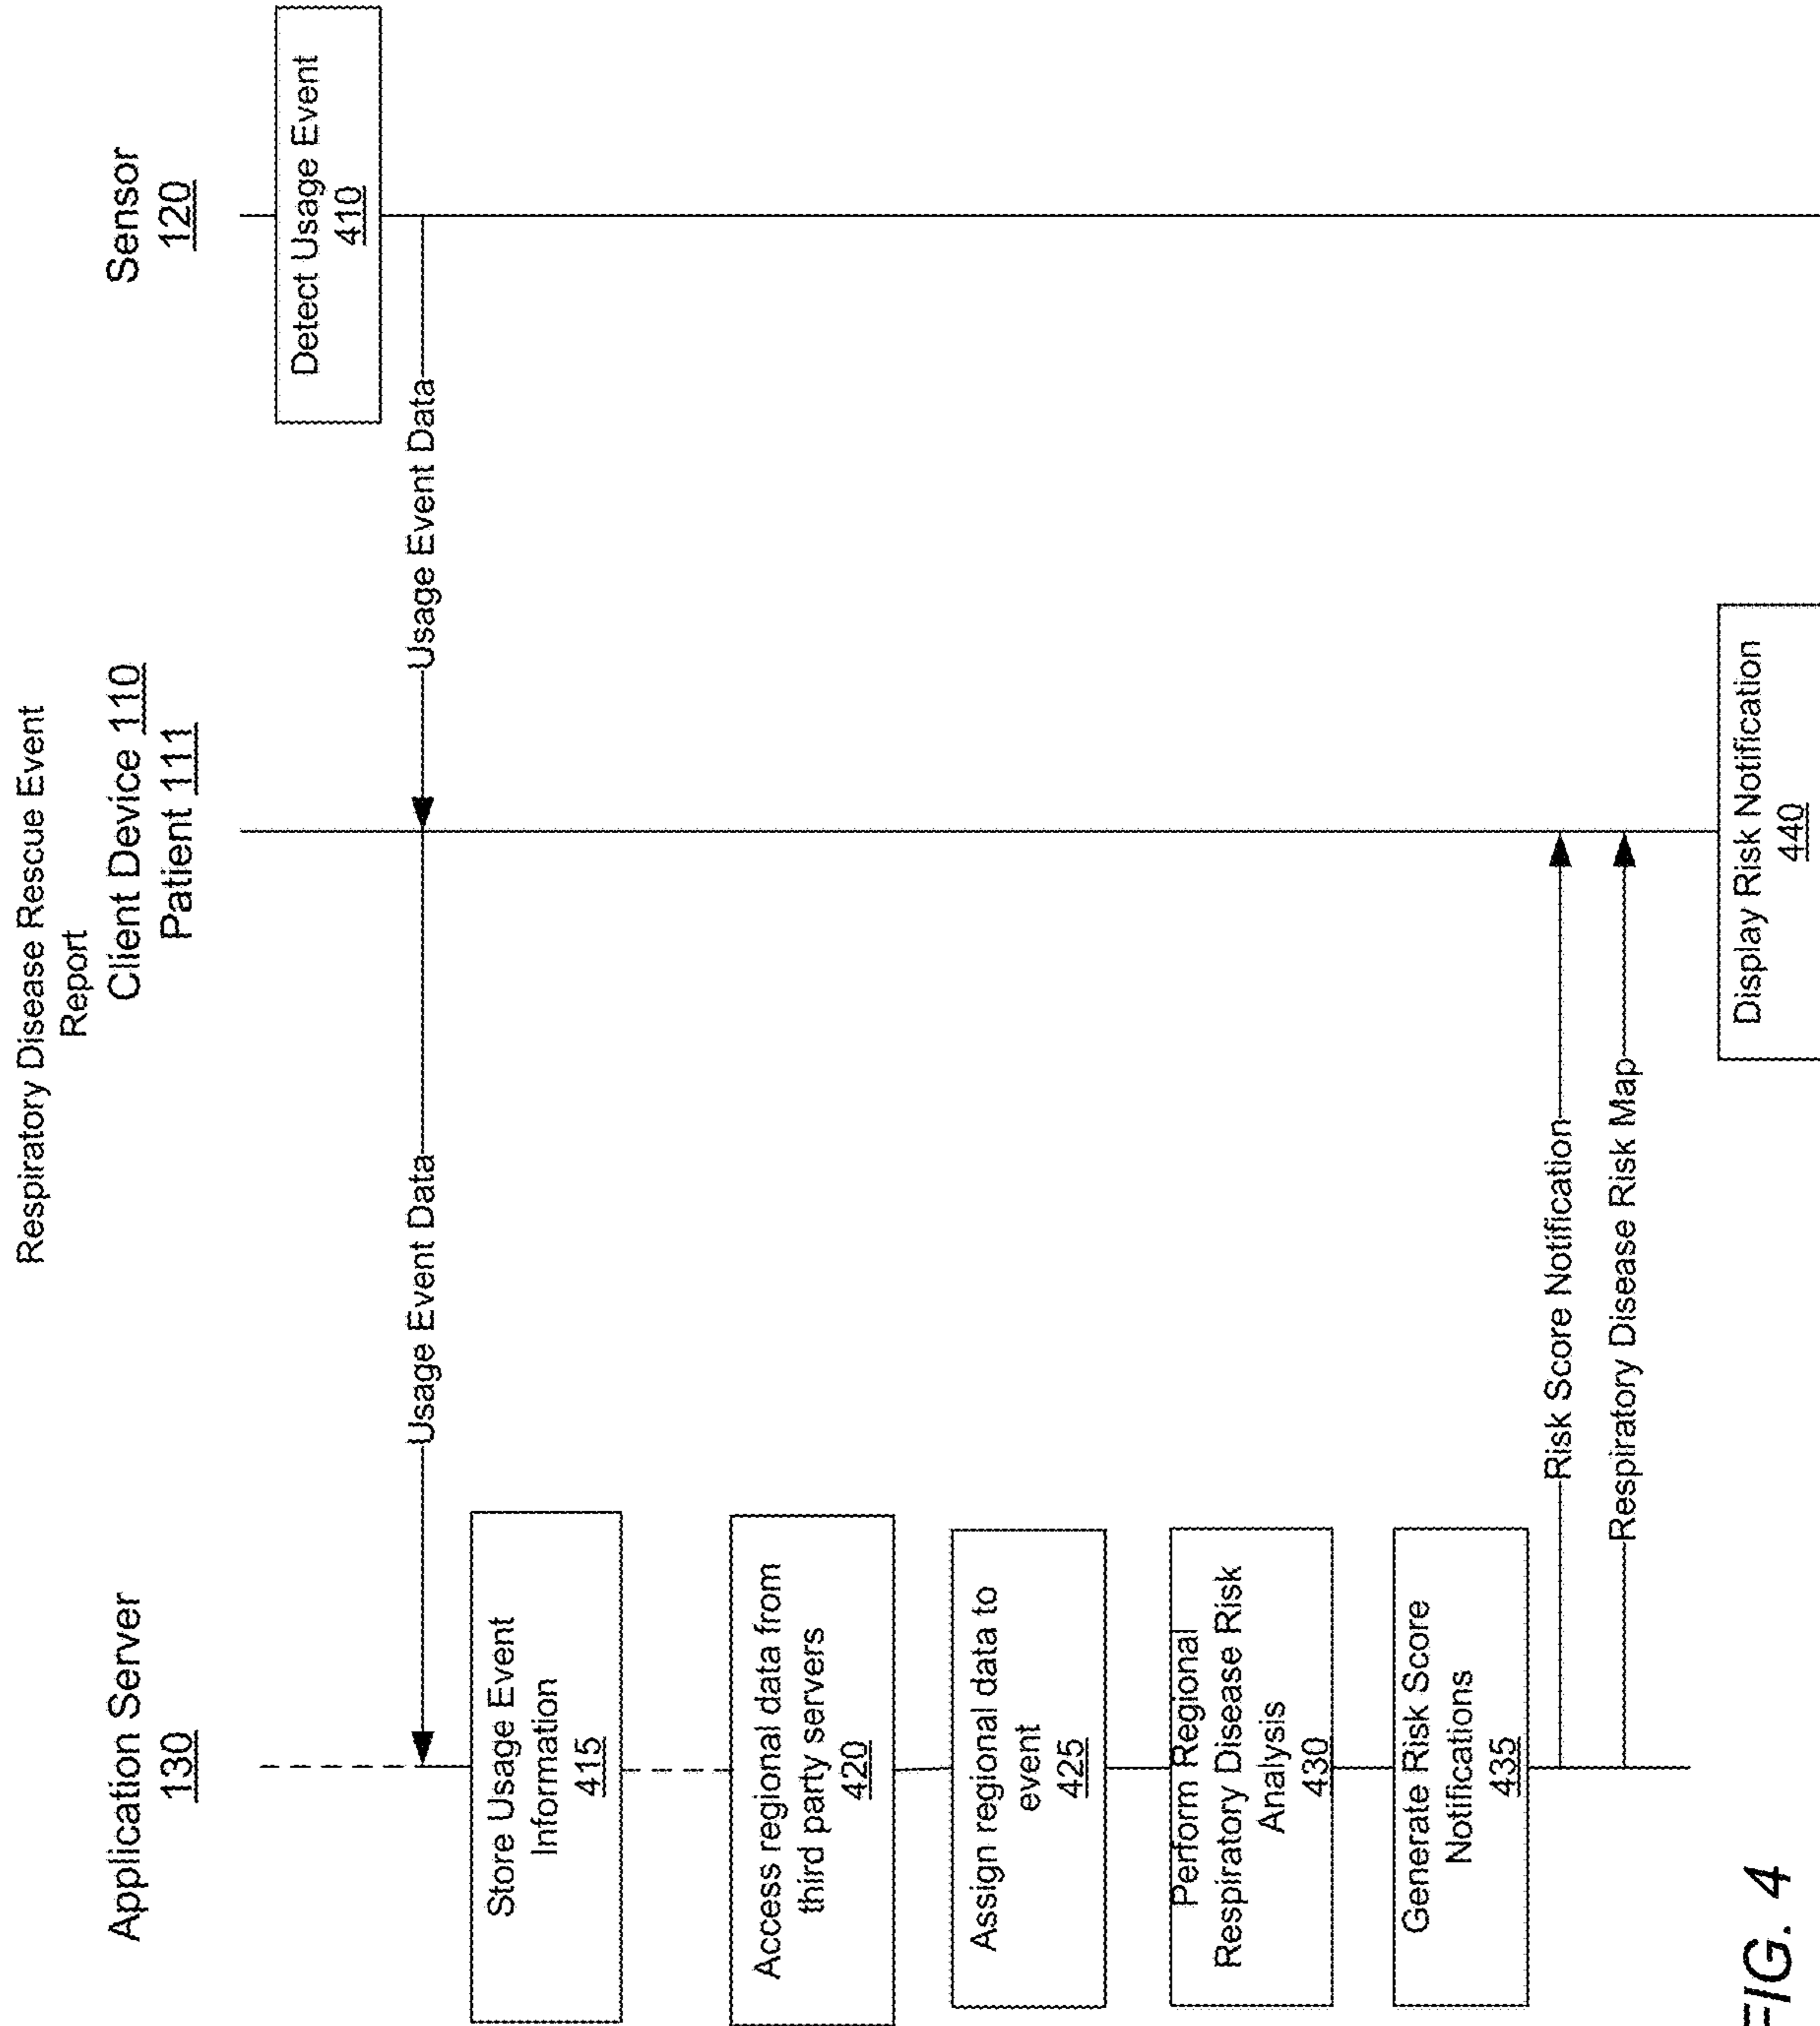 Respiratory Disease Rescue Event
Report
Application Server
130
Client Device 110
Patient 111
Sensor
120
Detect Usage Event
410
Usage Event Data
Usage Event Data
Store Usage Event
Information
415
Access regional data from
third party servers
420
Assign regional data to
event
425
Perform Regional
Respiratory Disease Risk
Analysis
430
Generate Risk Score
Notifications
435
Risk Score Notification
Respiratory Disease Risk Map
Display Risk Notification
440
FIG. 4